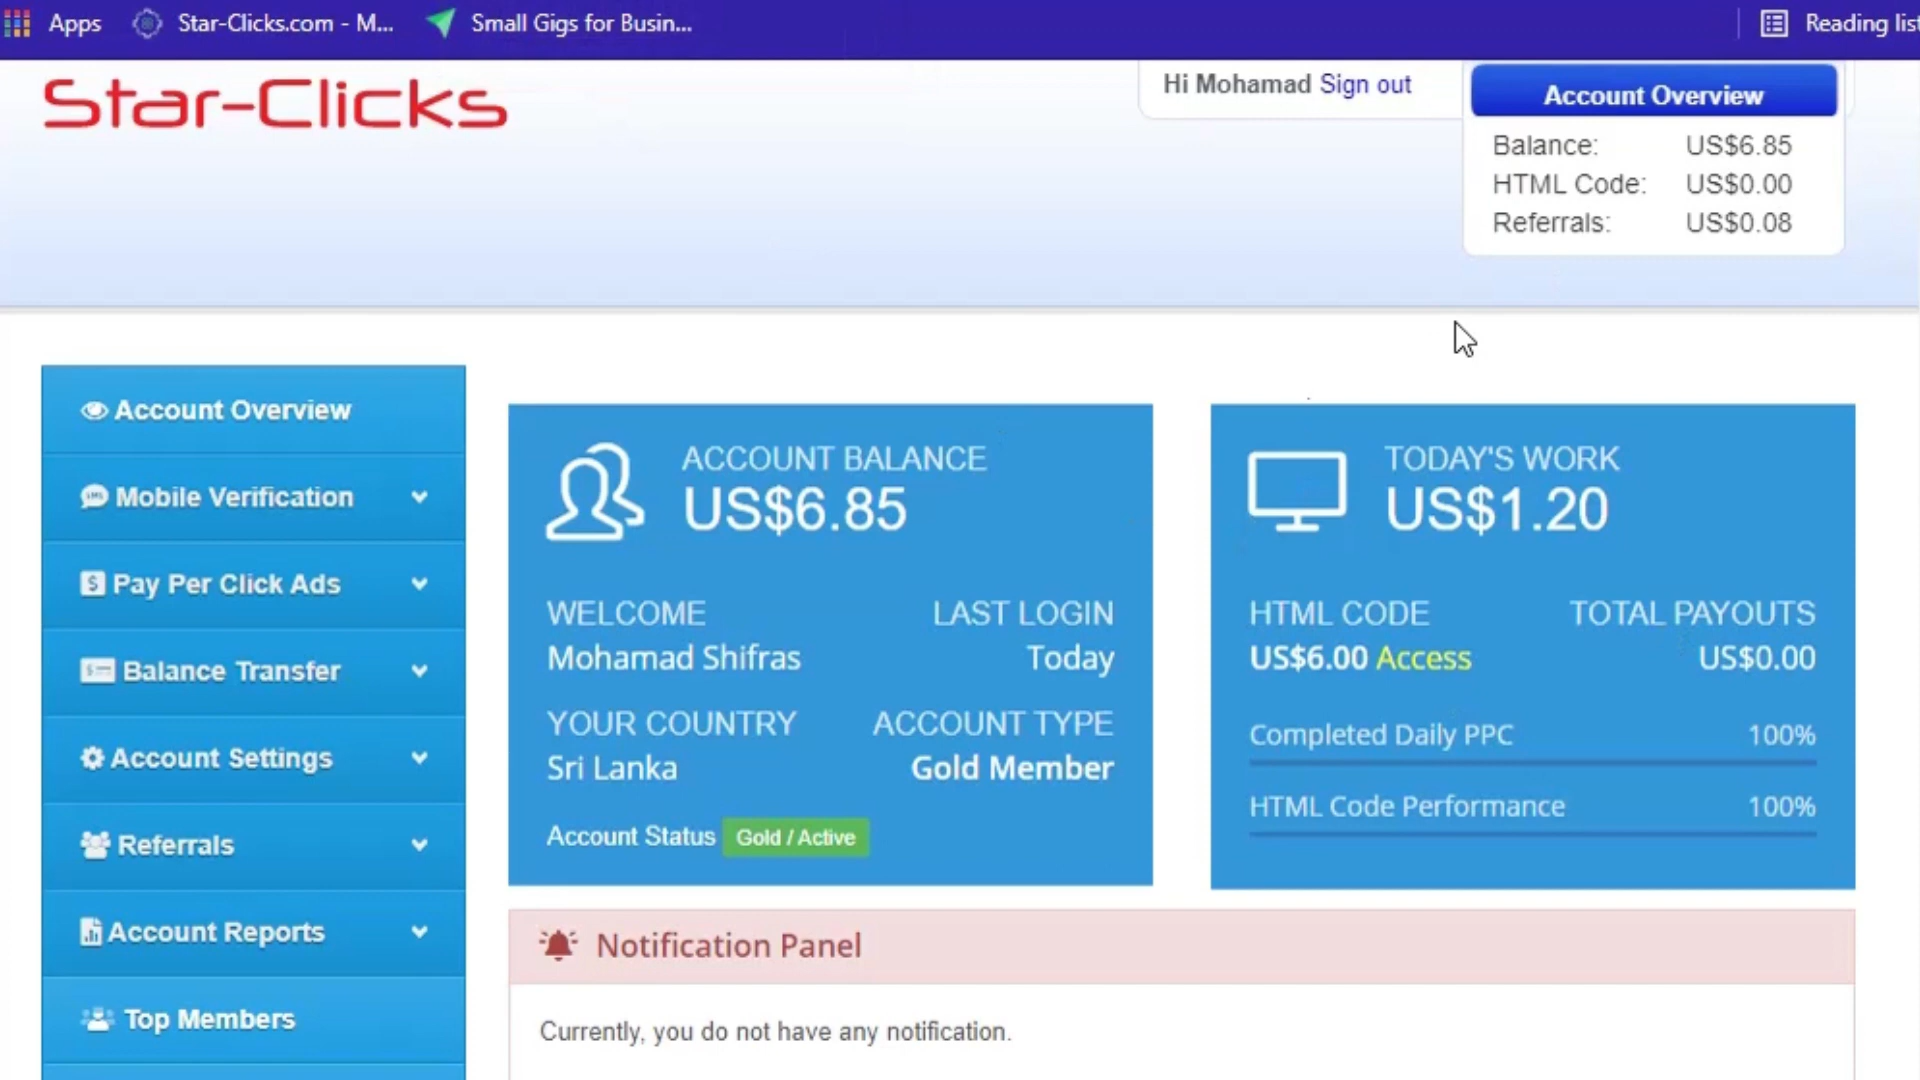 Apps Star-Clicks.com - M... Small Gigs for Busin... Reading list
Star-Clicks
Hi Mohamad Sign out
Account Overview
Balance: US$6.85
HTML Code: US$0.00
Referrals: US$0.08
Account Overview
Mobile Verification
Pay Per Click Ads
Balance Transfer
Account Settings
Referrals
Account Reports
Top Members
ACCOUNT BALANCE
US$6.85
WELCOME LAST LOGIN
Mohamad Shifras Today
YOUR COUNTRY ACCOUNT TYPE
Sri Lanka Gold Member
Account Status Gold / Active
TODAY'S WORK
US$1.20
HTML CODE TOTAL PAYOUTS
US$6.00 Access US$0.00
Completed Daily PPC 100%
HTML Code Performance 100%
Notification Panel
Currently, you do not have any notification.